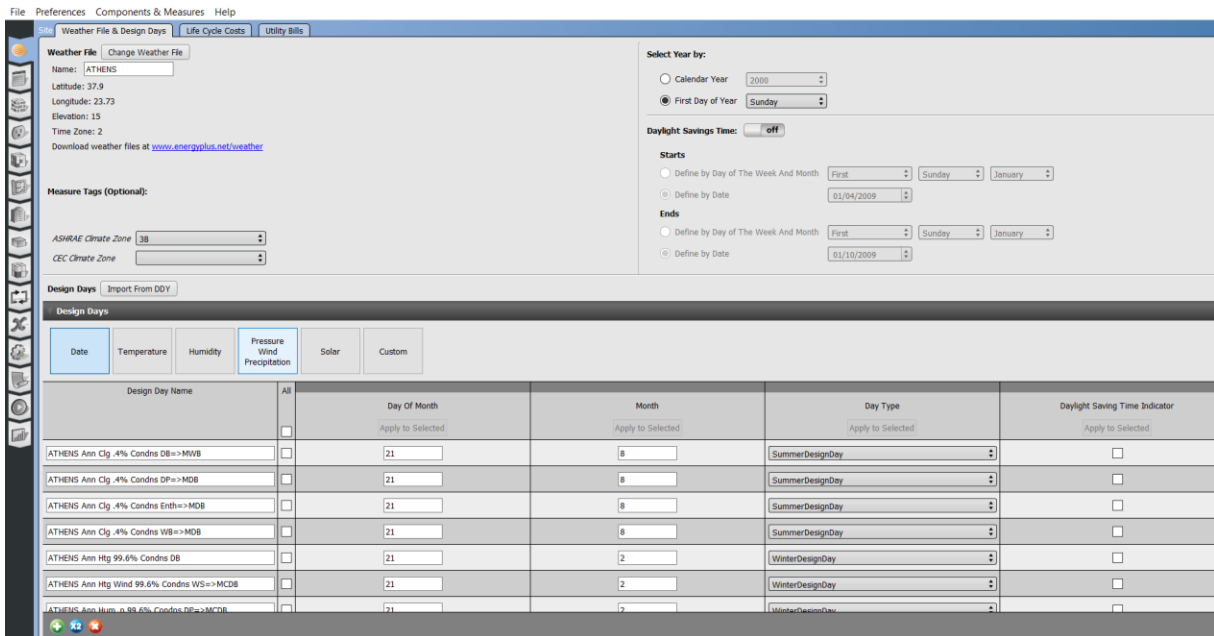 File Preferences Components & Measures Help
Site Weather File & Design Days Life Cycle Costs Utility Bills
Weather File Change Weather File
Name: ATHENS
Latitude: 37.9
Longitude: 23.73
Elevation: 15
Time Zone: 2
Download weather files at www.energyplus.net/weather
Measure Tags (Optional):
ASHRAE Climate Zone 3B
CEC Climate Zone
Select Year by:
Calendar Year 2000
First Day of Year Sunday
Daylight Savings Time: off
Starts
Define by Day of The Week And Month First Sunday January
Define by Date 01/04/2009
Ends
Define by Day of The Week And Month First Sunday January
Define by Date 01/10/2009
Design Days Import From DDY
Design Days
Date Temperature Humidity Pressure Wind Precipitation Solar Custom
Design Day Name All Day Of Month Month Day Type Daylight Saving Time Indicator
Apply to Selected Apply to Selected Apply to Selected Apply to Selected
ATHENS Ann Clg .4% Condns DB=>MWB 21 8 SummerDesignDay
ATHENS Ann Clg .4% Condns DP=>MDB 21 8 SummerDesignDay
ATHENS Ann Clg .4% Condns Enth=>MDB 21 8 SummerDesignDay
ATHENS Ann Clg .4% Condns WB=>MDB 21 8 SummerDesignDay
ATHENS Ann Htg 99.6% Condns DB 21 2 WinterDesignDay
ATHENS Ann Htg Wind 99.6% Condns WS=>MCDB 21 2 WinterDesignDay
ATHENS Ann Hum_n 99.6% Condns DP=>MCDB 21 2 WinterDesignDay
X2